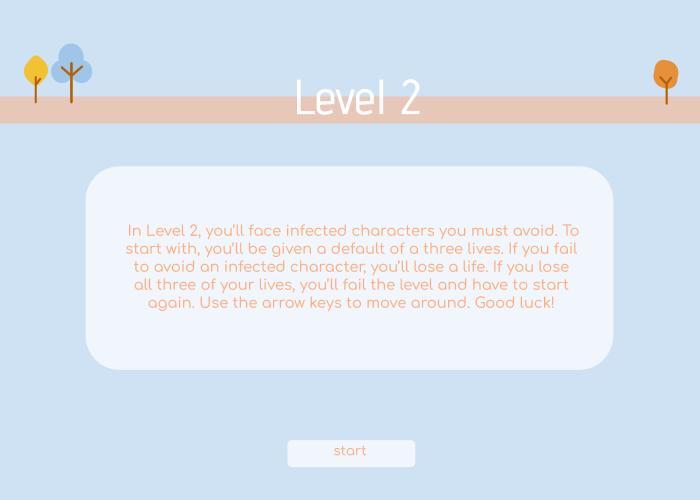 Level 2
In Level 2, you'll face infected characters you must avoid. To
start with, you'll be given a default of a three lives. If you fail
to avoid an infected character, you'll lose a life. If you lose
all three of your lives, you'll fail the level and have to start
again. Use the arrow keys to move around. Good luck!
start